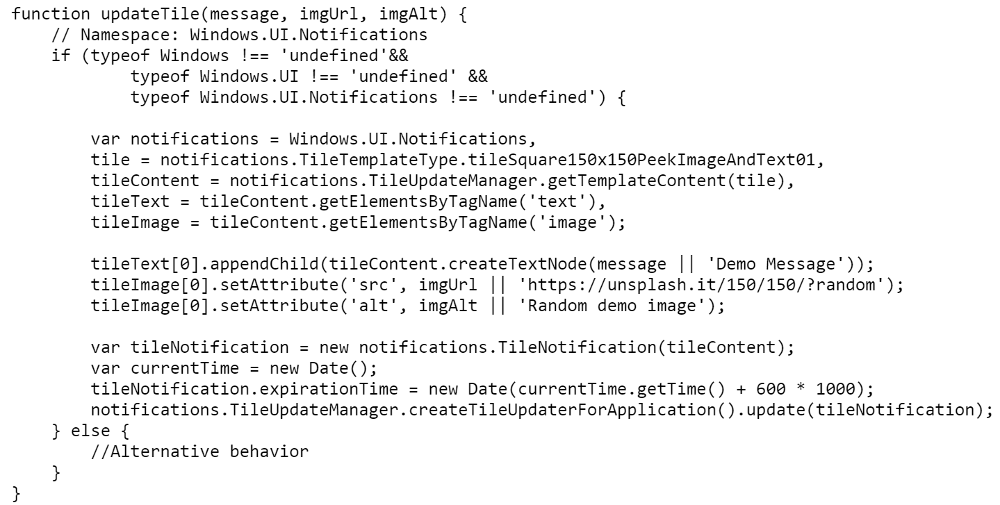 function updateTile(message, imgUrl, imgAlt) {
    // Namespace: Windows.UI.Notifications
    if (typeof Windows !== 'undefined'&&
            typeof Windows.UI !== 'undefined' &&
            typeof Windows.UI.Notifications !== 'undefined') {

        var notifications = Windows.UI.Notifications,
        tile = notifications.TileTemplateType.tileSquare150x150PeekImageAndText01,
        tileContent = notifications.TileUpdateManager.getTemplateContent(tile),
        tileText = tileContent.getElementsByTagName('text'),
        tileImage = tileContent.getElementsByTagName('image');

        tileText[0].appendChild(tileContent.createTextNode(message || 'Demo Message'));
        tileImage[0].setAttribute('src', imgUrl || 'https://unsplash.it/150/150/?random');
        tileImage[0].setAttribute('alt', imgAlt || 'Random demo image');

        var tileNotification = new notifications.TileNotification(tileContent);
        var currentTime = new Date();
        tileNotification.expirationTime = new Date(currentTime.getTime() + 600 * 1000);
        notifications.TileUpdateManager.createTileUpdaterForApplication().update(tileNotification);
    } else {
        //Alternative behavior
    }
}